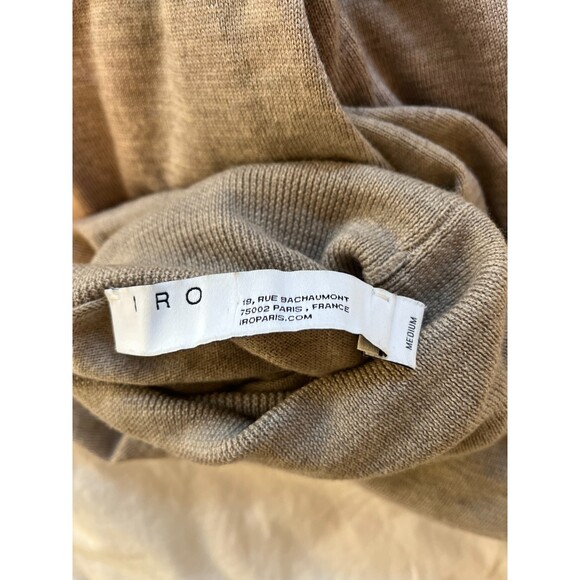 IRO
19, RUE BACHAUMONT
75002 PARIS , FRANCE
IROPARIS.COM
MEDIUM